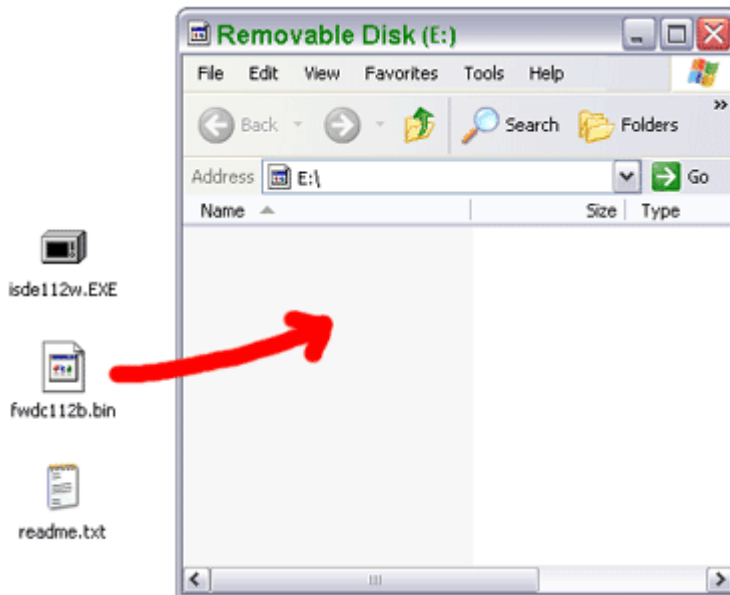 Removable Disk (E:)
File Edit View Favorites Tools Help
Back Search Folders »
Address E:\ Go
Name Size Type
isde112w.EXE
fwdc112b.bin
readme.txt